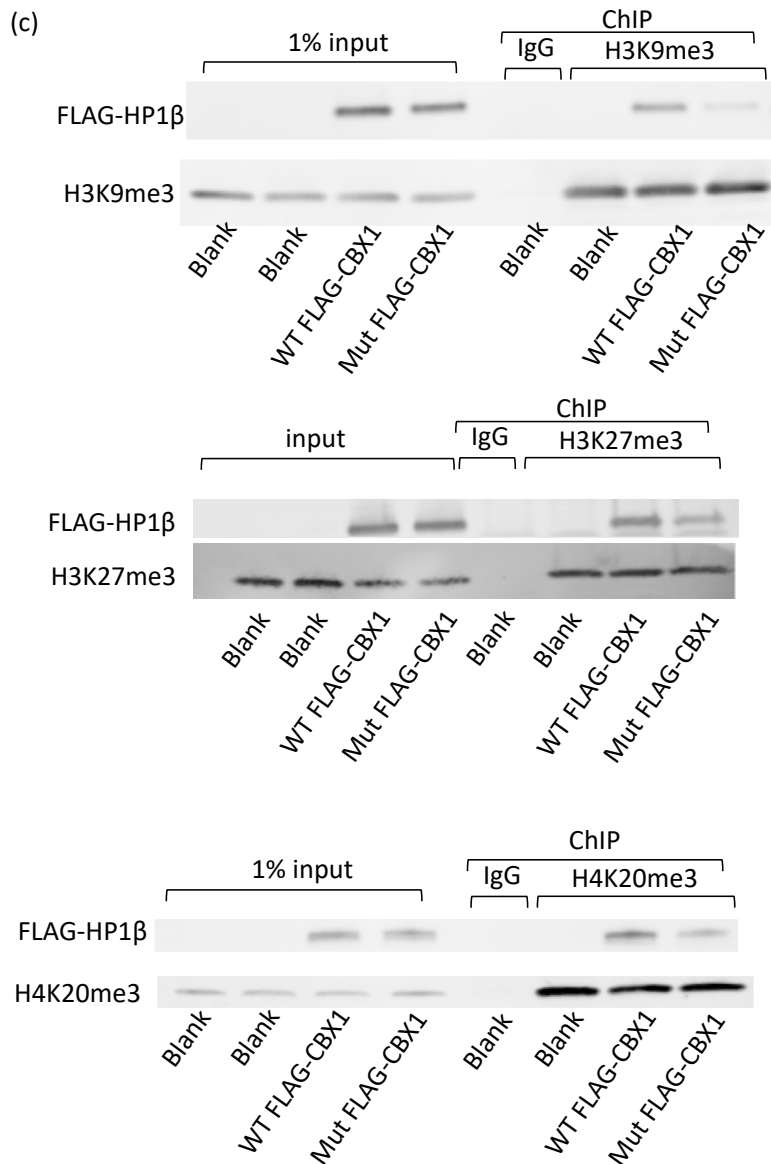 (c)
ChIP
1% input
IgG
H3K9me3
FLAG-HP1β
H3K9me3
Blank
Blank
WT FLAG-CBX1
Mut FLAG-CBX1
Blank
Blank
WT FLAG-CBX1
Mut FLAG-CBX1
ChIP
input
IgG
H3K27me3
FLAG-HP1β
H3K27me3
Blank
Blank
WT FLAG-CBX1
Mut FLAG-CBX1
Blank
Blank
WT FLAG-CBX1
Mut FLAG-CBX1
ChIP
1% input
IgG
H4K20me3
FLAG-HP1β
H4K20me3
Blank
Blank
WT FLAG-CBX1
Mut FLAG-CBX1
Blank
Blank
WT FLAG-CBX1
Mut FLAG-CBX1